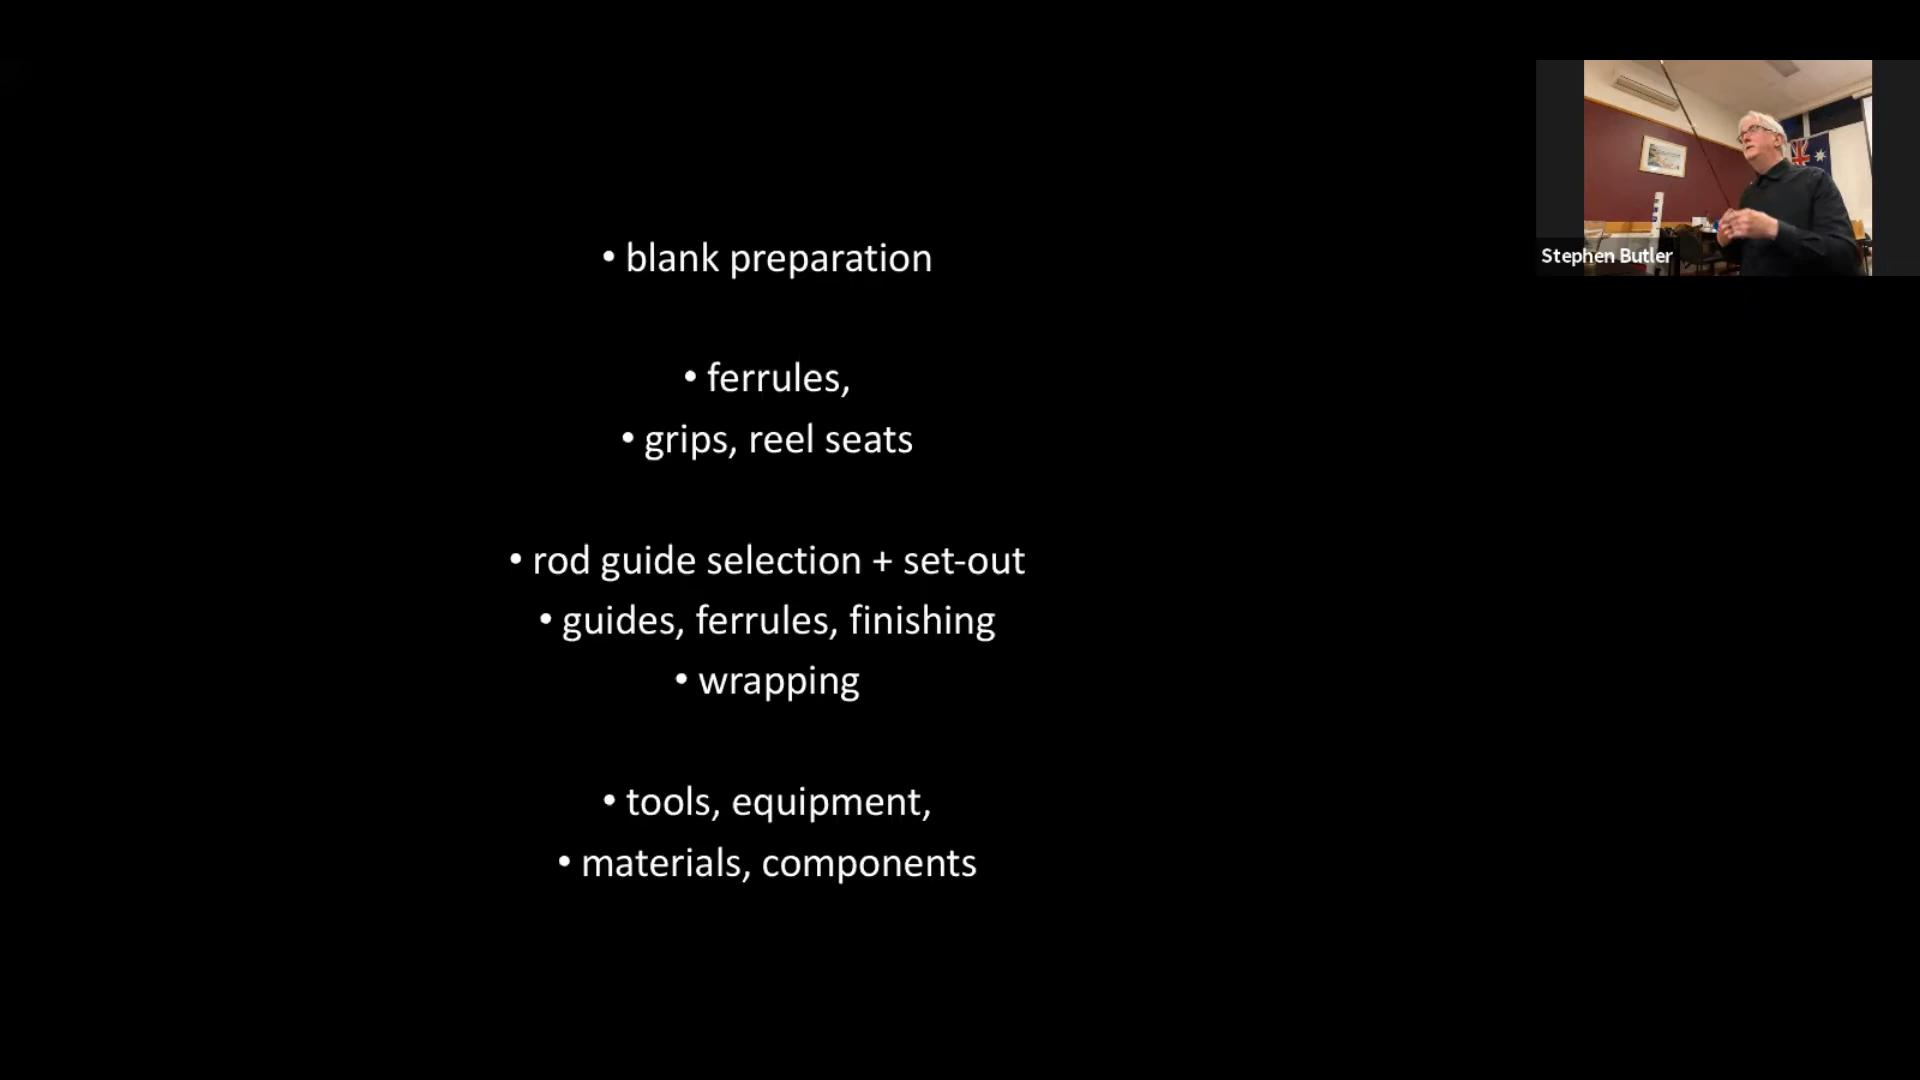 • blank preparation
• ferrules,
• grips, reel seats
• rod guide selection + set-out
• guides, ferrules, finishing
• wrapping
• tools, equipment,
• materials, components
Stephen Butler